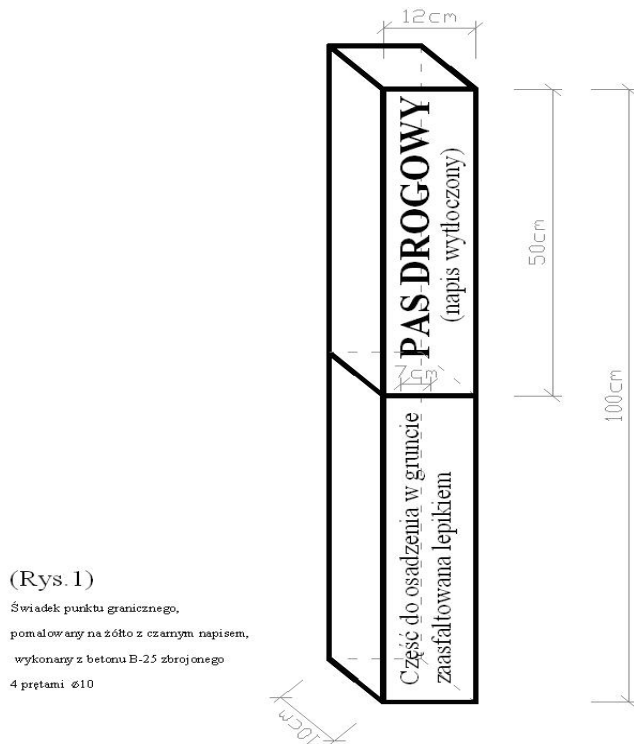 12cm
PAS DROGOWY
(napis wytłoczony)
50cm
100cm
7cm
Część do osadzenia w gruncie
zaasfaltowana lepikiem
(Rys.1)
Świadek punktu granicznego,
pomalowany na żółto z czarnym napisem,
wykonany z betonu B-25 zbrojonego
4 prętami ø10
10cm